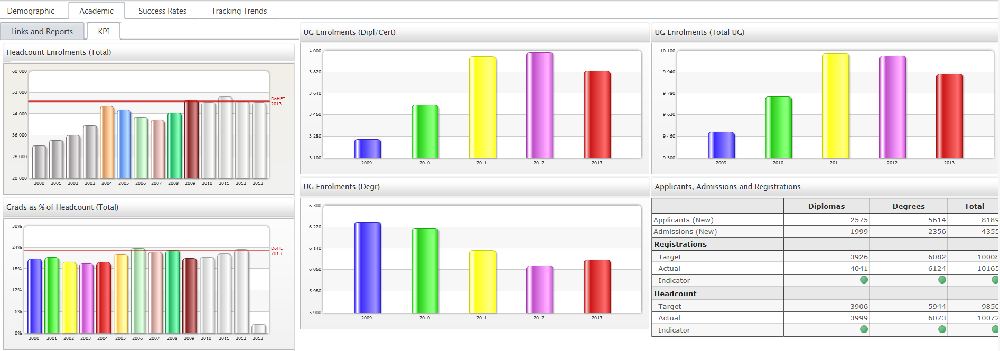 Demographic Academic Success Rates Tracking Trends
Links and Reports KPI
Headcount Enrolments (Total)
60 000
52 000
44 000
36 000
28 000
20 000
DoHET
2013
2000 2001 2002 2003 2004 2005 2006 2007 2008 2009 2010 2011 2012 2013
Grads as % of Headcount (Total)
30%
24%
18%
12%
6%
0%
DoHET
2013
2000 2001 2002 2003 2004 2005 2006 2007 2008 2009 2010 2011 2012 2013
UG Enrolments (Dipl/Cert)
4 000
3 820
3 640
3 460
3 280
3 100
2009 2010 2011 2012 2013
UG Enrolments (Degr)
6 300
6 220
6 140
6 060
5 980
5 900
2009 2010 2011 2012 2013
UG Enrolments (Total UG)
10 100
9 940
9 780
9 620
9 460
9 300
2009 2010 2011 2012 2013
Applicants, Admissions and Registrations
Diplomas Degrees Total
Applicants (New) 2575 5614 8189
Admissions (New) 1999 2356 4355
Registrations
Target 3926 6082 10008
Actual 4041 6124 10165
Indicator
Headcount
Target 3906 5944 9850
Actual 3999 6073 10072
Indicator